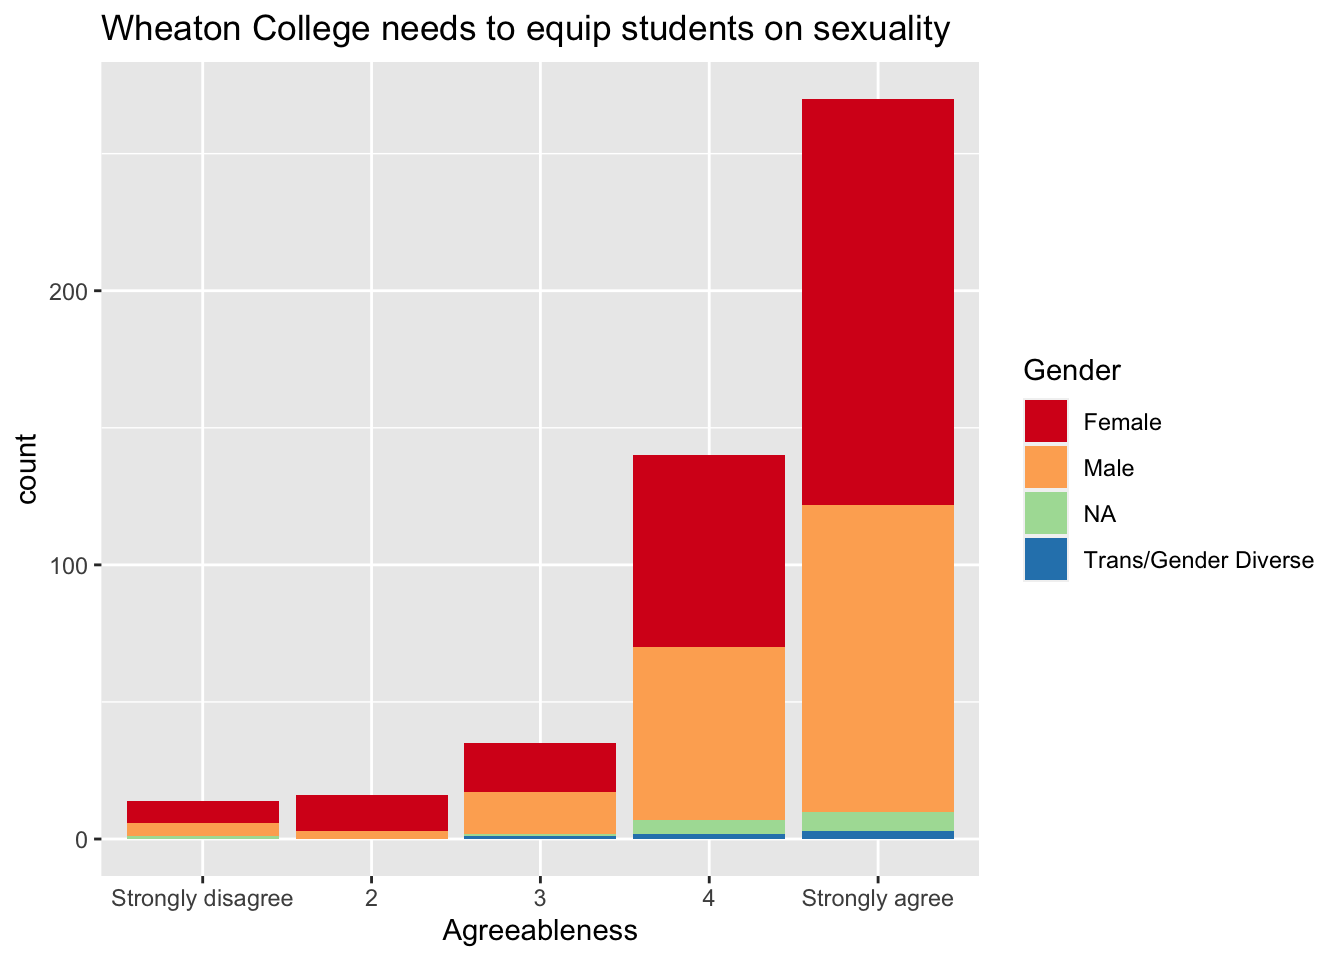 Wheaton College needs to equip students on sexuality
count
200
100
0
Strongly disagree
2
3
4
Strongly agree
Agreeableness
Gender
Female
Male
NA
Trans/Gender Diverse